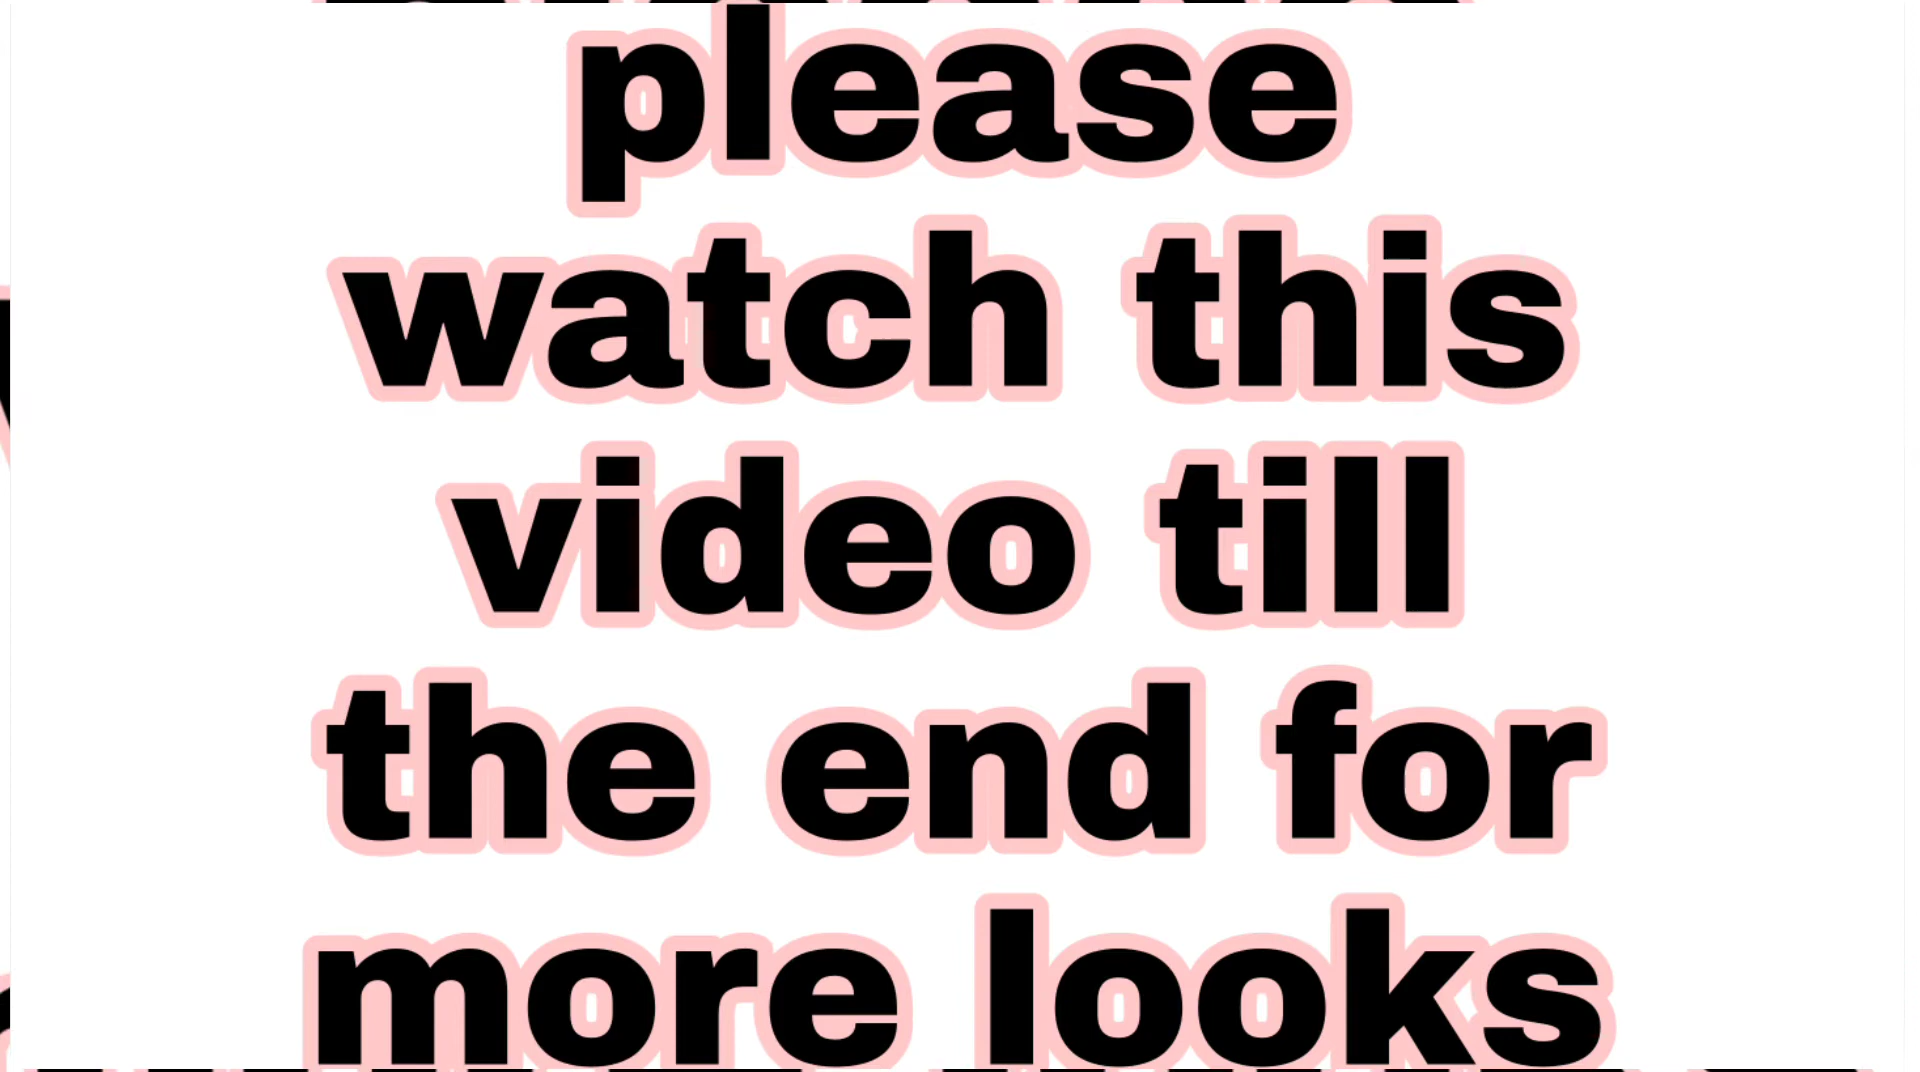 please
watch this
video till
the end for
more looks